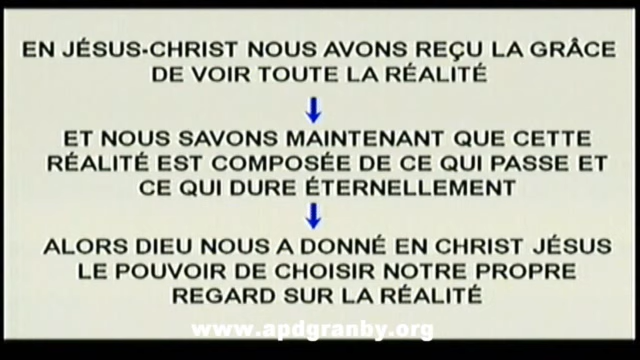 EN JÉSUS-CHRIST NOUS AVONS REÇU LA GRÂCE
DE VOIR TOUTE LA RÉALITÉ
ET NOUS SAVONS MAINTENANT QUE CETTE
RÉALITÉ EST COMPOSÉE DE CE QUI PASSE ET
CE QUI DURE ÉTERNELLEMENT
ALORS DIEU NOUS A DONNÉ EN CHRIST JÉSUS
LE POUVOIR DE CHOISIR NOTRE PROPRE
REGARD SUR LA RÉALITÉ
www.apdgranby.org